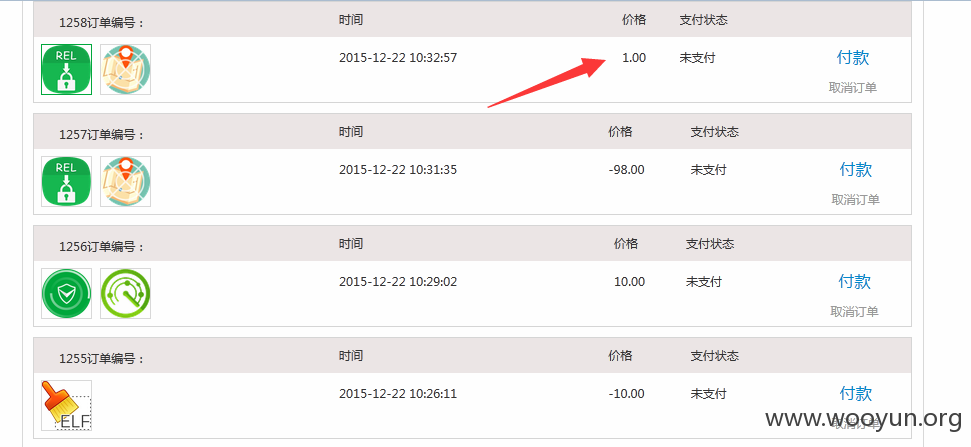 1258订单编号： 时间 价格 支付状态
REL 2015-12-22 10:32:57 1.00 未支付 付款
取消订单
1257订单编号： 时间 价格 支付状态
REL 2015-12-22 10:31:35 -98.00 未支付 付款
取消订单
1256订单编号： 时间 价格 支付状态
2015-12-22 10:29:02 10.00 未支付 付款
取消订单
1255订单编号： 时间 价格 支付状态
2015-12-22 10:26:11 -10.00 未支付 付款
ELF 取消订单
www.wooyun.org